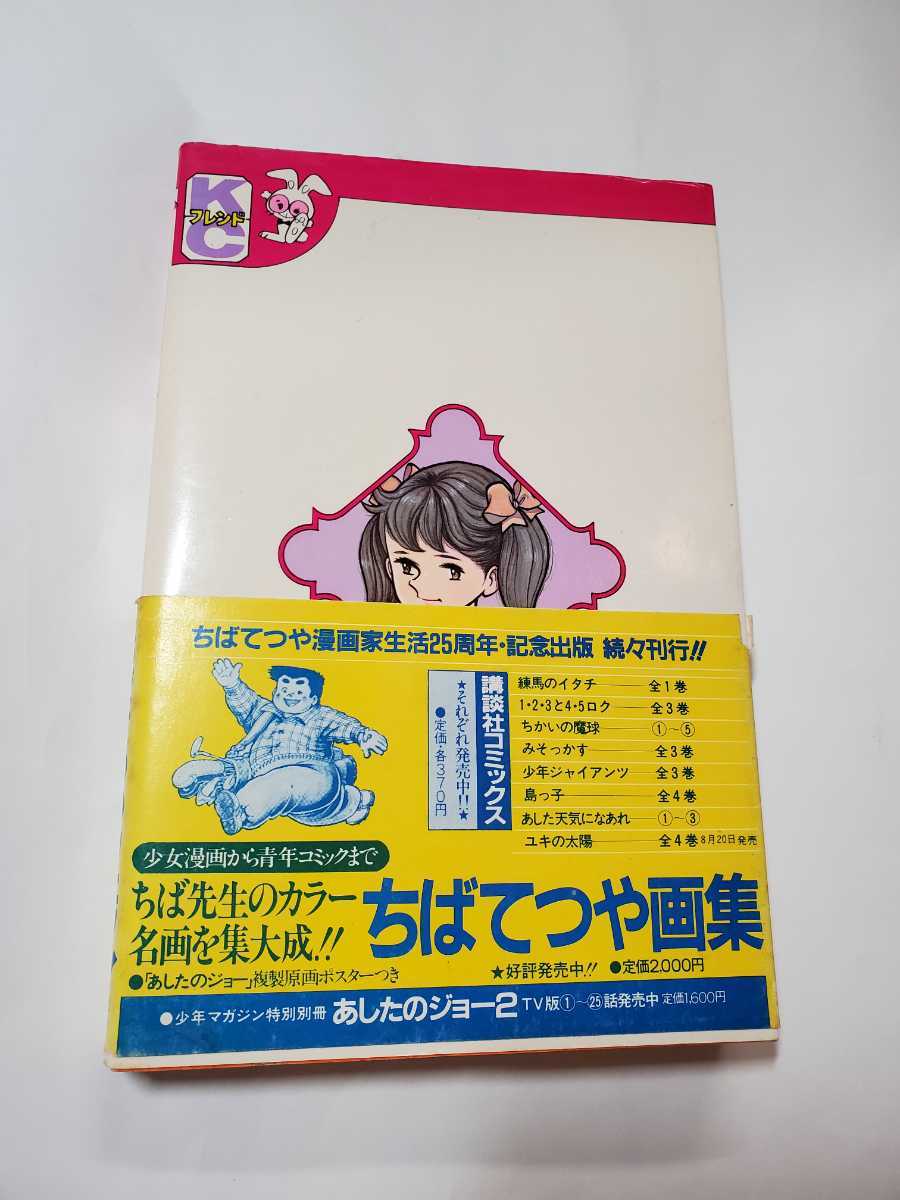 K
フレンド
C
ちばてつや漫画家生活25周年・記念出版 続々刊行!!
講談社コミックス
★それぞれ発売中!!★
●定価・各370円
練馬のイタチ――全1巻
1・2・3と4・5ロク――全3巻
ちかいの魔球――①〜⑤
みそっかす――全3巻
少年ジャイアンツ――全3巻
島っ子――全4巻
あした天気になあれ――①〜③
ユキの太陽――全4巻 8月20日発売
少女漫画から青年コミックまで
ちば先生のカラー
名画を集大成!!
ちばてつや画集
●「あしたのジョー」複製原画ポスターつき
★好評発売中!! ●定価2,000円
●少年マガジン特別別冊 あしたのジョー2 TV版①〜㉕話発売中 定価1,600円